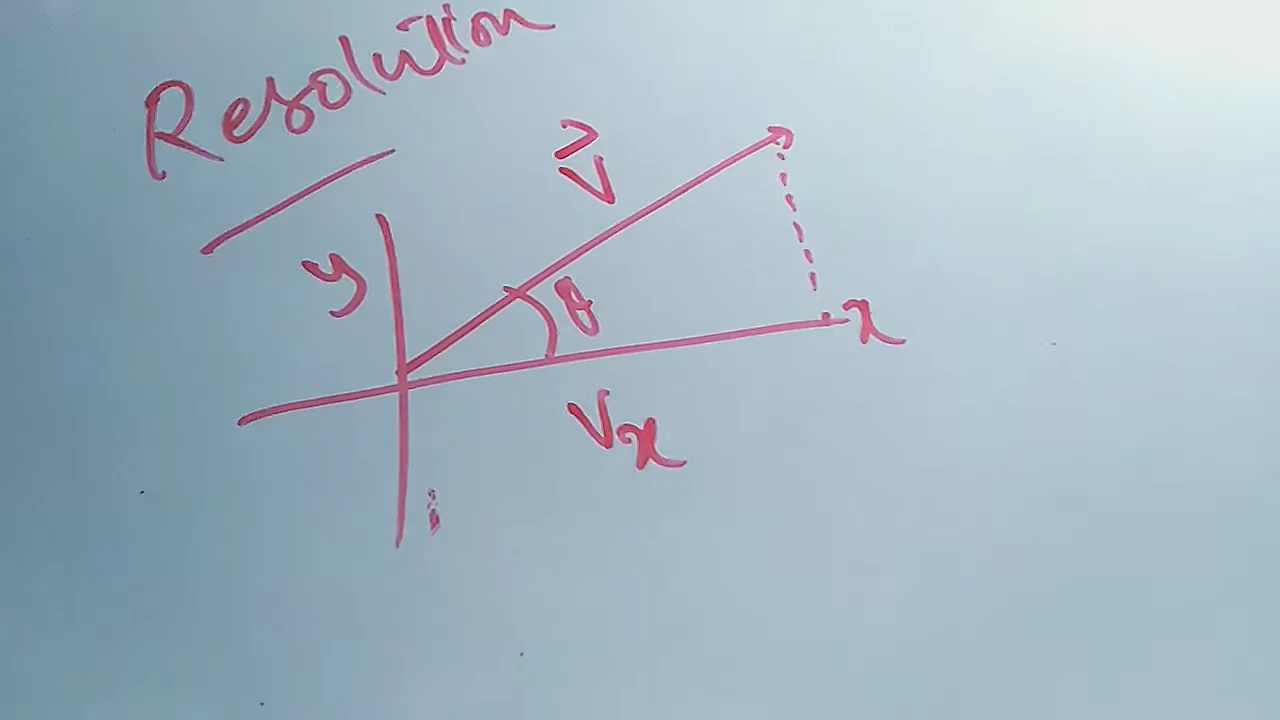 Resolution
V⃗
y
θ
x
Vx